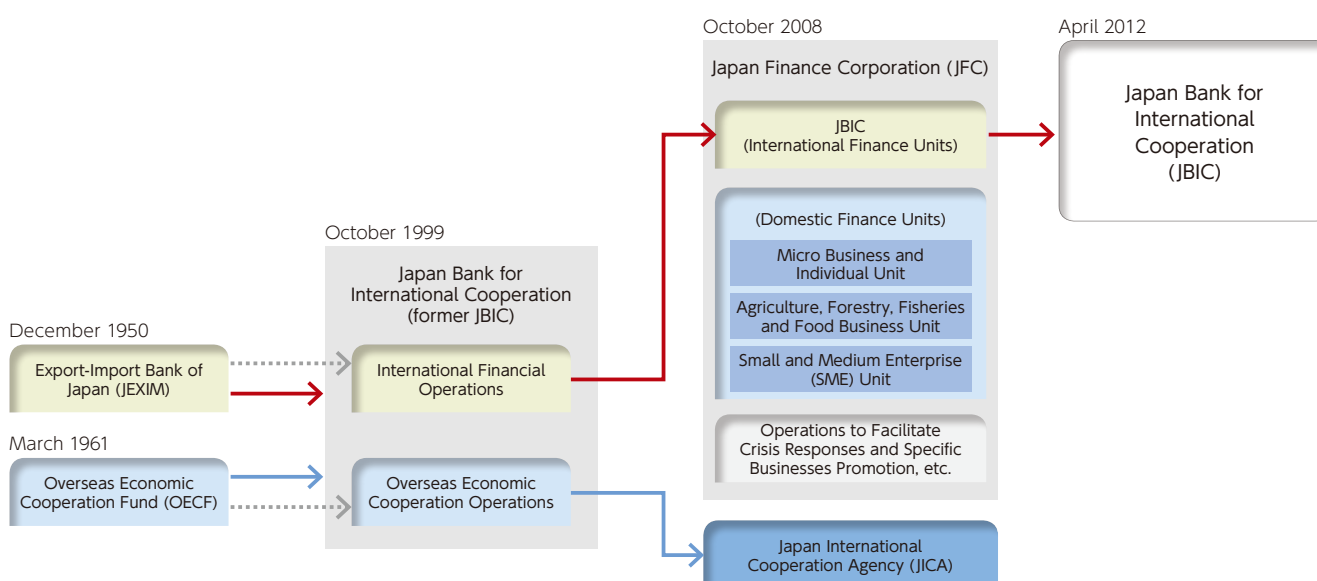 December 1950
Export-Import Bank of
Japan (JEXIM)
March 1961
Overseas Economic
Cooperation Fund (OECF)
October 1999
Japan Bank for
International Cooperation
(former JBIC)
International Financial
Operations
Overseas Economic
Cooperation Operations
October 2008
Japan Finance Corporation (JFC)
JBIC
(International Finance Units)
(Domestic Finance Units)
Micro Business and
Individual Unit
Agriculture, Forestry, Fisheries
and Food Business Unit
Small and Medium Enterprise
(SME) Unit
Operations to Facilitate
Crisis Responses and Specific
Businesses Promotion, etc.
Japan International
Cooperation Agency (JICA)
April 2012
Japan Bank for
International
Cooperation
(JBIC)